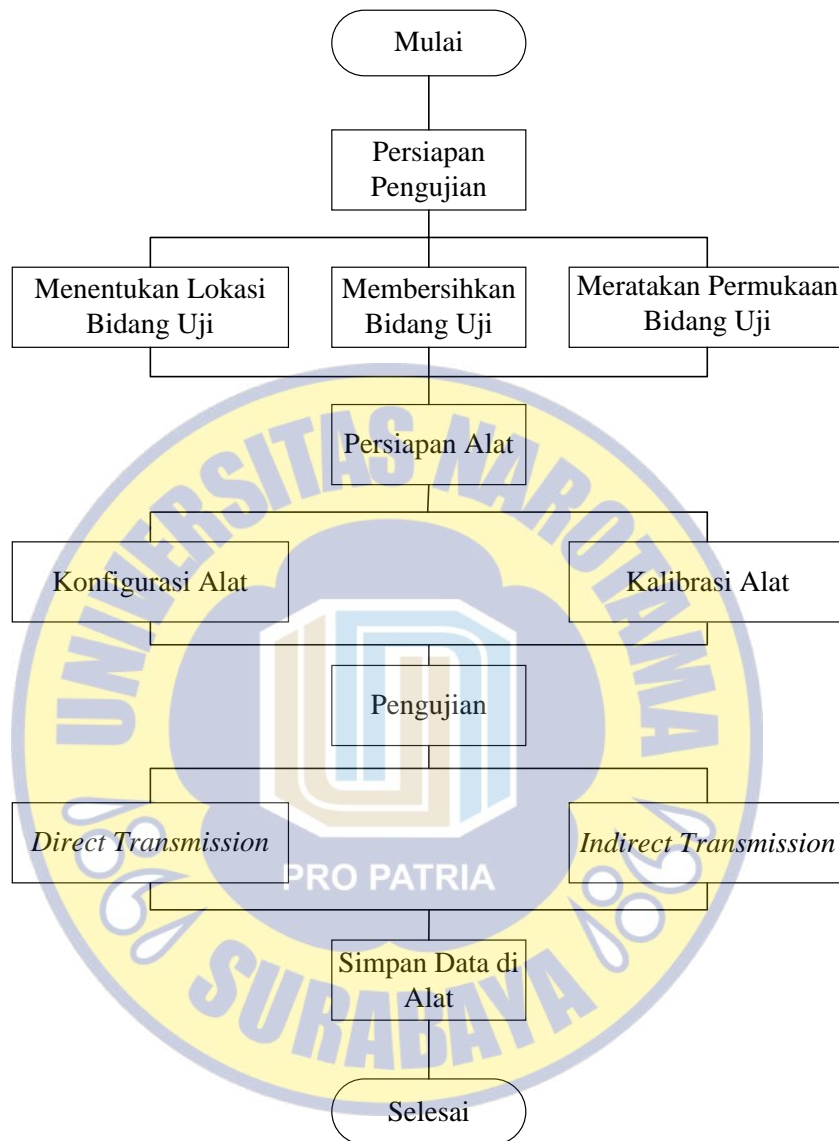 Mulai
Persiapan
Pengujian
Menentukan Lokasi
Bidang Uji
Membersihkan
Bidang Uji
Meratakan Permukaan
Bidang Uji
Persiapan Alat
Konfigurasi Alat
Kalibrasi Alat
Pengujian
Direct Transmission
Indirect Transmission
Simpan Data di
Alat
Selesai
UNIVERSITAS NAROTAMA
PRO PATRIA
SURABAYA